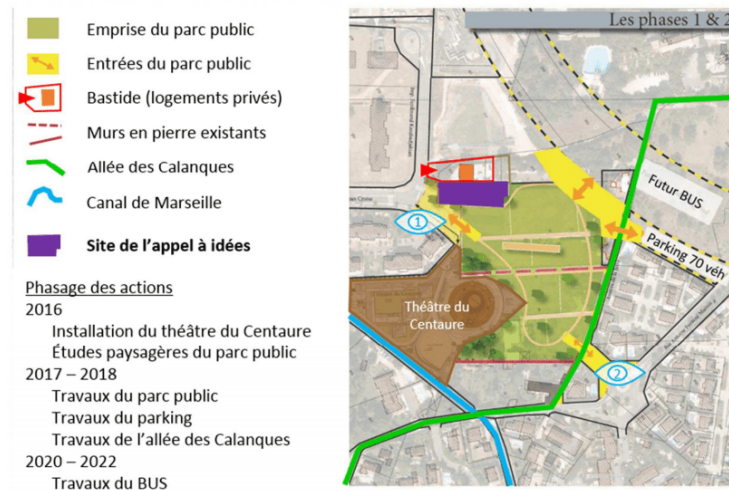 Les phases 1 & 2
Emprise du parc public
Entrées du parc public
Bastide (logements privés)
Murs en pierre existants
Allée des Calanques
Canal de Marseille
Site de l'appel à idées
Phasage des actions
2016
Installation du théâtre du Centaure
Études paysagères du parc public
2017 – 2018
Travaux du parc public
Travaux du parking
Travaux de l'allée des Calanques
2020 – 2022
Travaux du BUS
1
Futur BUS
Parking 70 véh
Théâtre du
Centaure
2